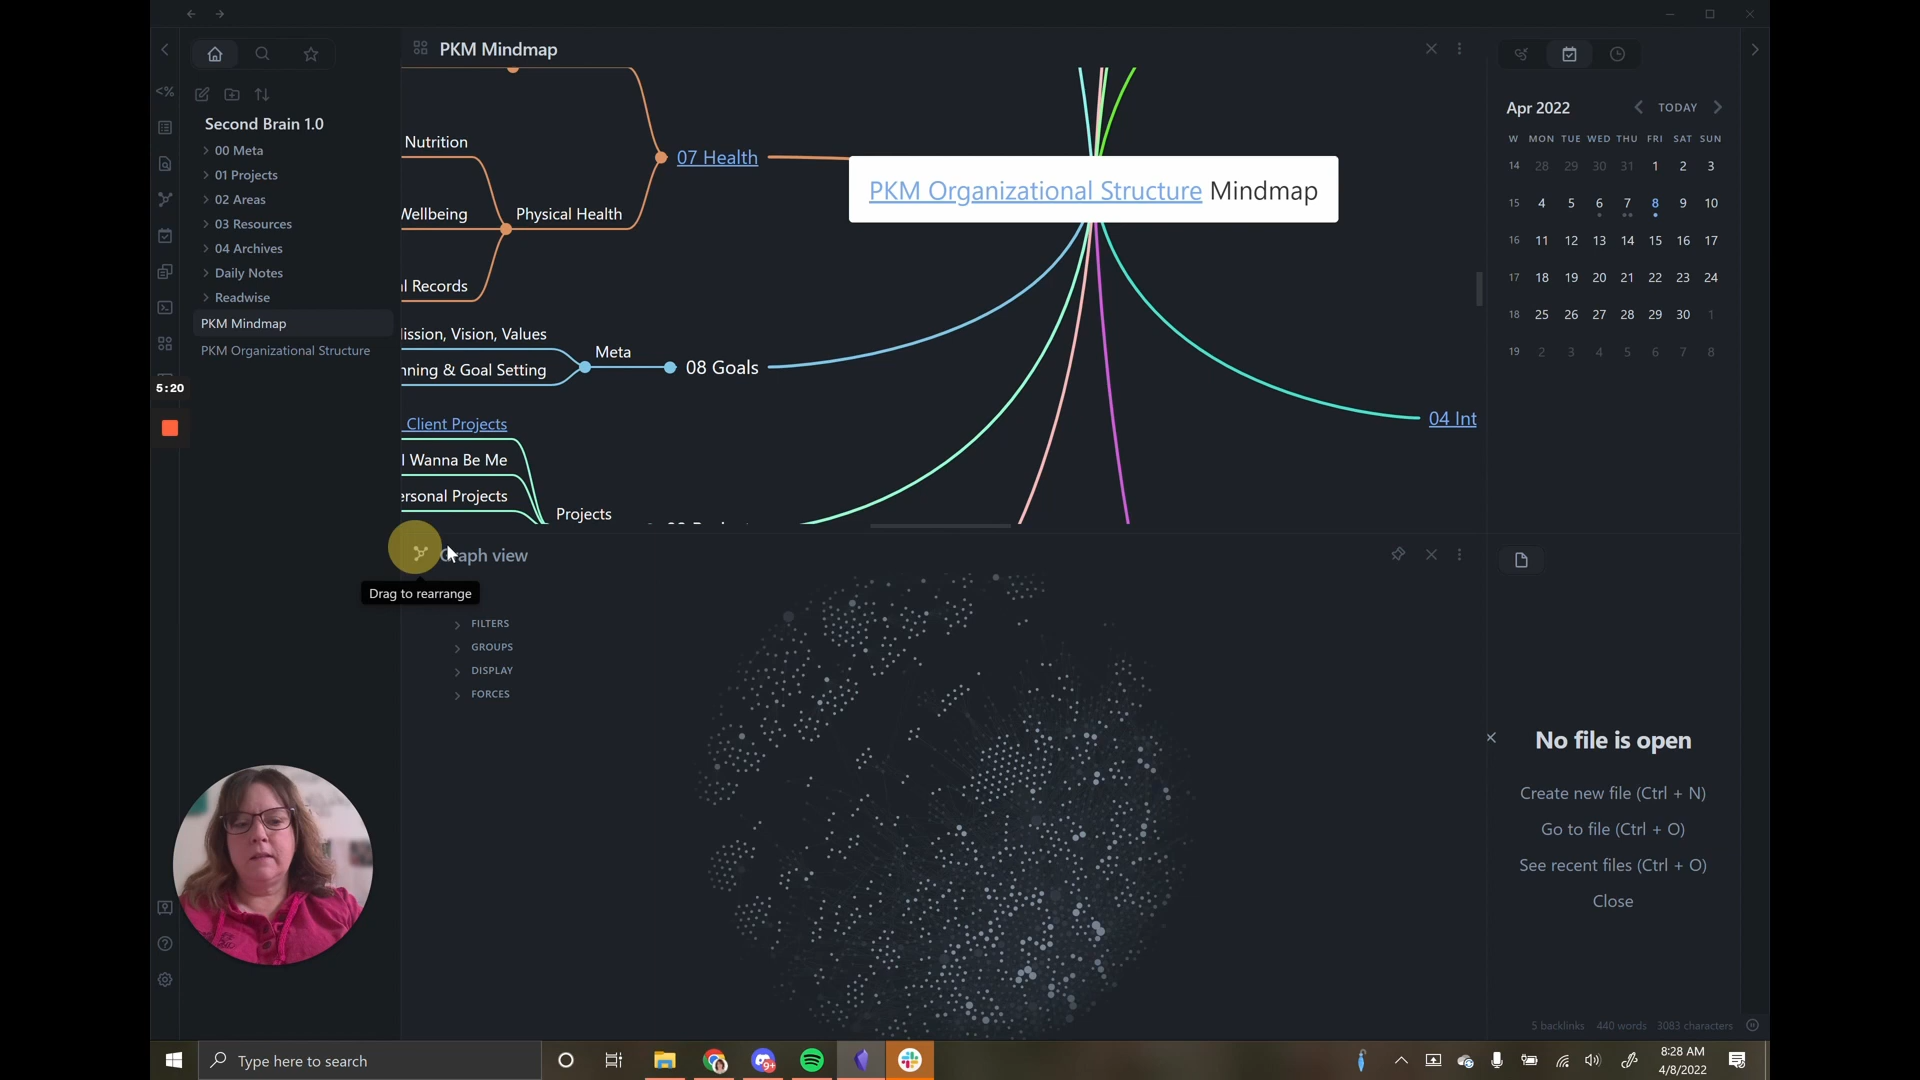 PKM Mindmap
<%
Second Brain 1.0
00 Meta
01 Projects
02 Areas
03 Resources
04 Archives
Daily Notes
Readwise
PKM Mindmap
PKM Organizational Structure
5:20
Nutrition
07 Health
Wellbeing
Physical Health
l Records
ission, Vision, Values
Meta
nning & Goal Setting
08 Goals
Client Projects
I Wanna Be Me
ersonal Projects
Projects
PKM Organizational Structure Mindmap
04 Int
Graph view
Drag to rearrange
FILTERS
GROUPS
DISPLAY
FORCES
Apr 2022
TODAY
W MON TUE WED THU FRI SAT SUN
14 28 29 30 31 1 2 3
15 4 5 6 7 8 9 10
16 11 12 13 14 15 16 17
17 18 19 20 21 22 23 24
18 25 26 27 28 29 30 1
19 2 3 4 5 6 7 8
No file is open
Create new file (Ctrl + N)
Go to file (Ctrl + O)
See recent files (Ctrl + O)
Close
5 backlinks 440 words 3083 characters
Type here to search
9+
8:28 AM
4/8/2022